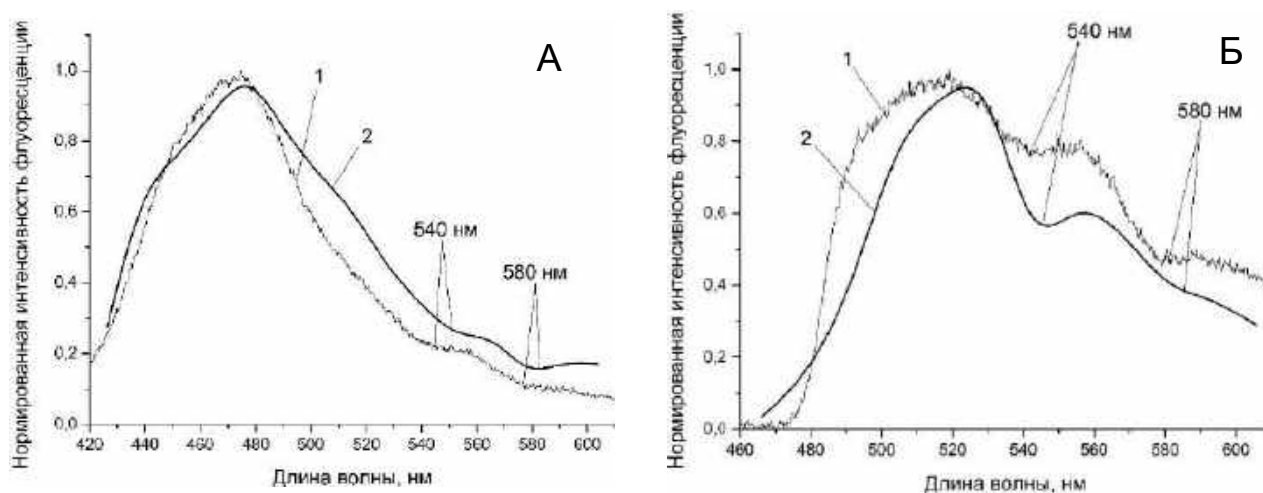 Нормированная интенсивность флуоресценции
А
1,0
0,8
0,6
0,4
0,2
0,0
1
2
540 нм
580 нм
420 440 460 480 500 520 540 560 580 600
Длина волны, нм
Нормированная интенсивность флуоресценции
Б
1,0
0,8
0,6
0,4
0,2
0,0
1
2
540 нм
580 нм
460 480 500 520 540 560 580 600
Длина волны, нм